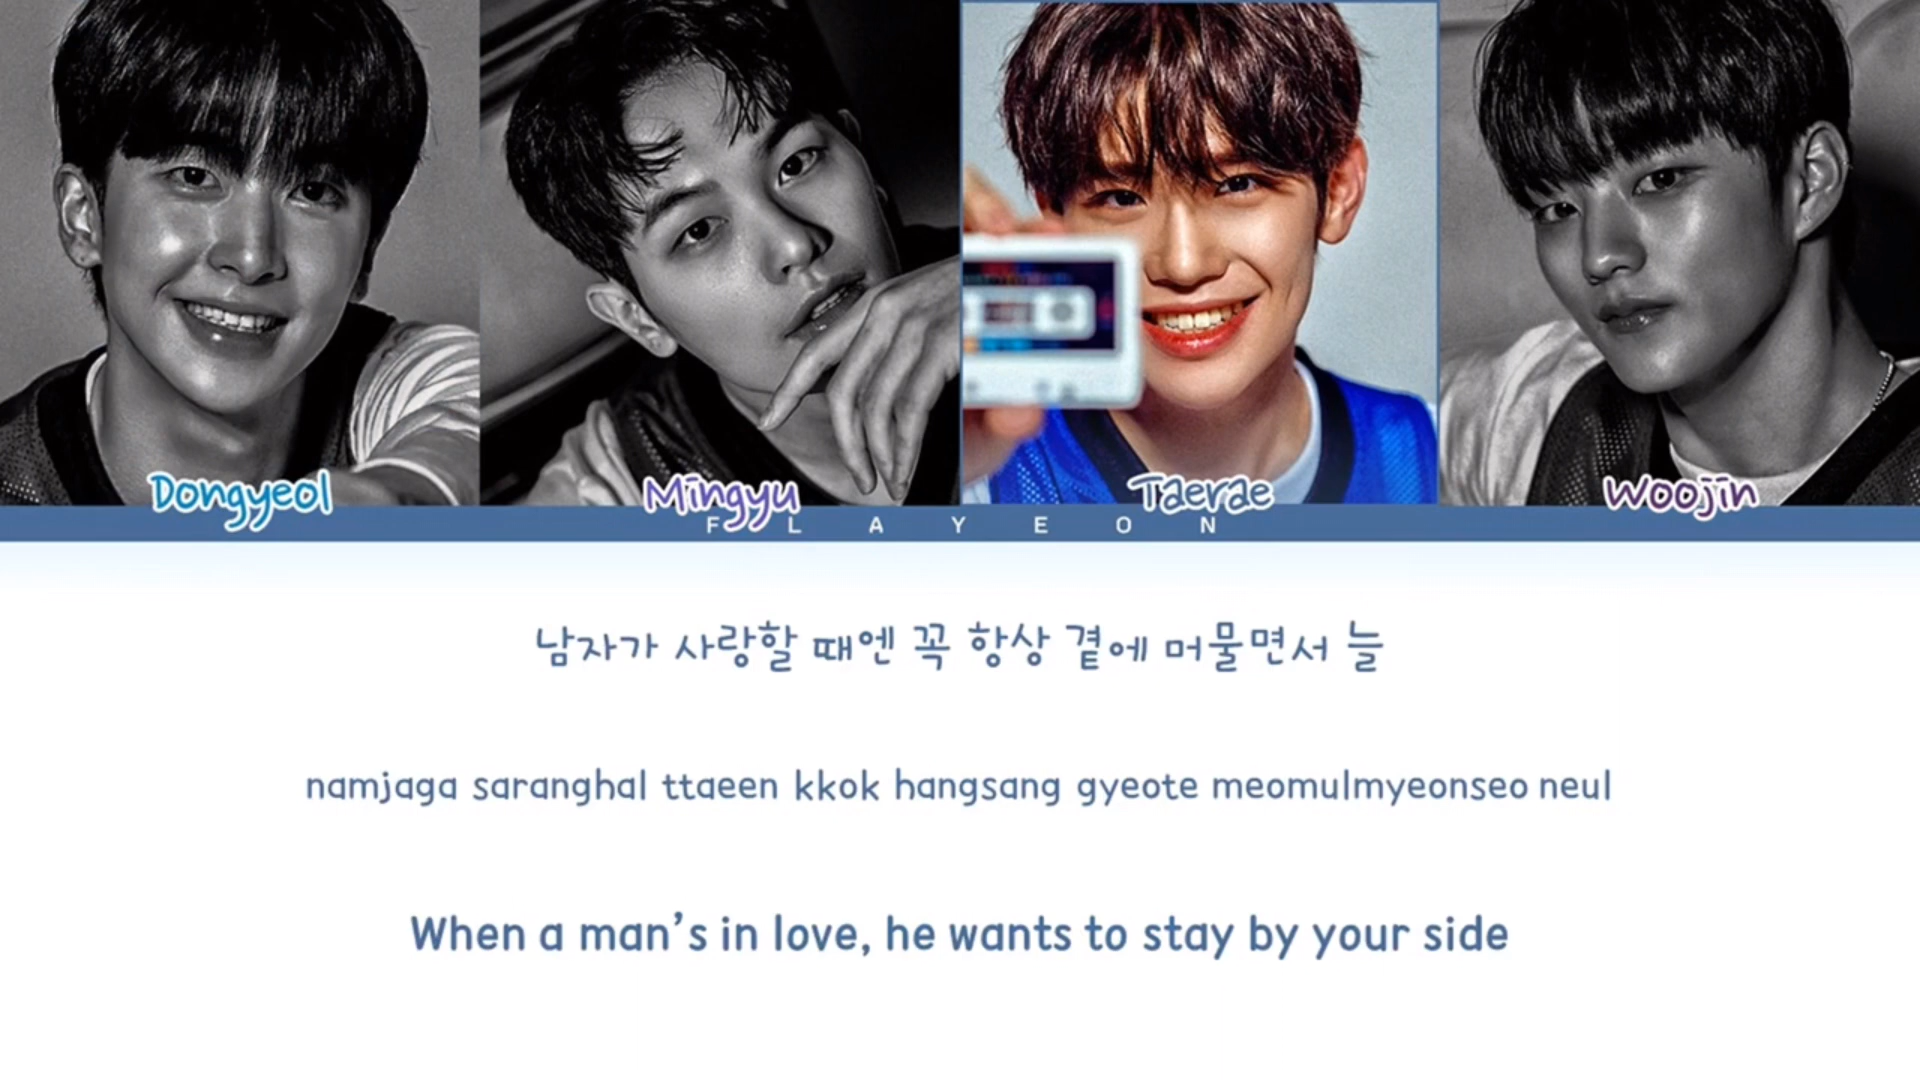 Dongyeol
Mingyu
Taerae
Woojin
FLAYEON
남자가 사랑할 때엔 꼭 항상 곁에 머물면서 늘
namjaga saranghal ttaeen kkok hangsang gyeote meomulmyeonseo neul
When a man's in love, he wants to stay by your side